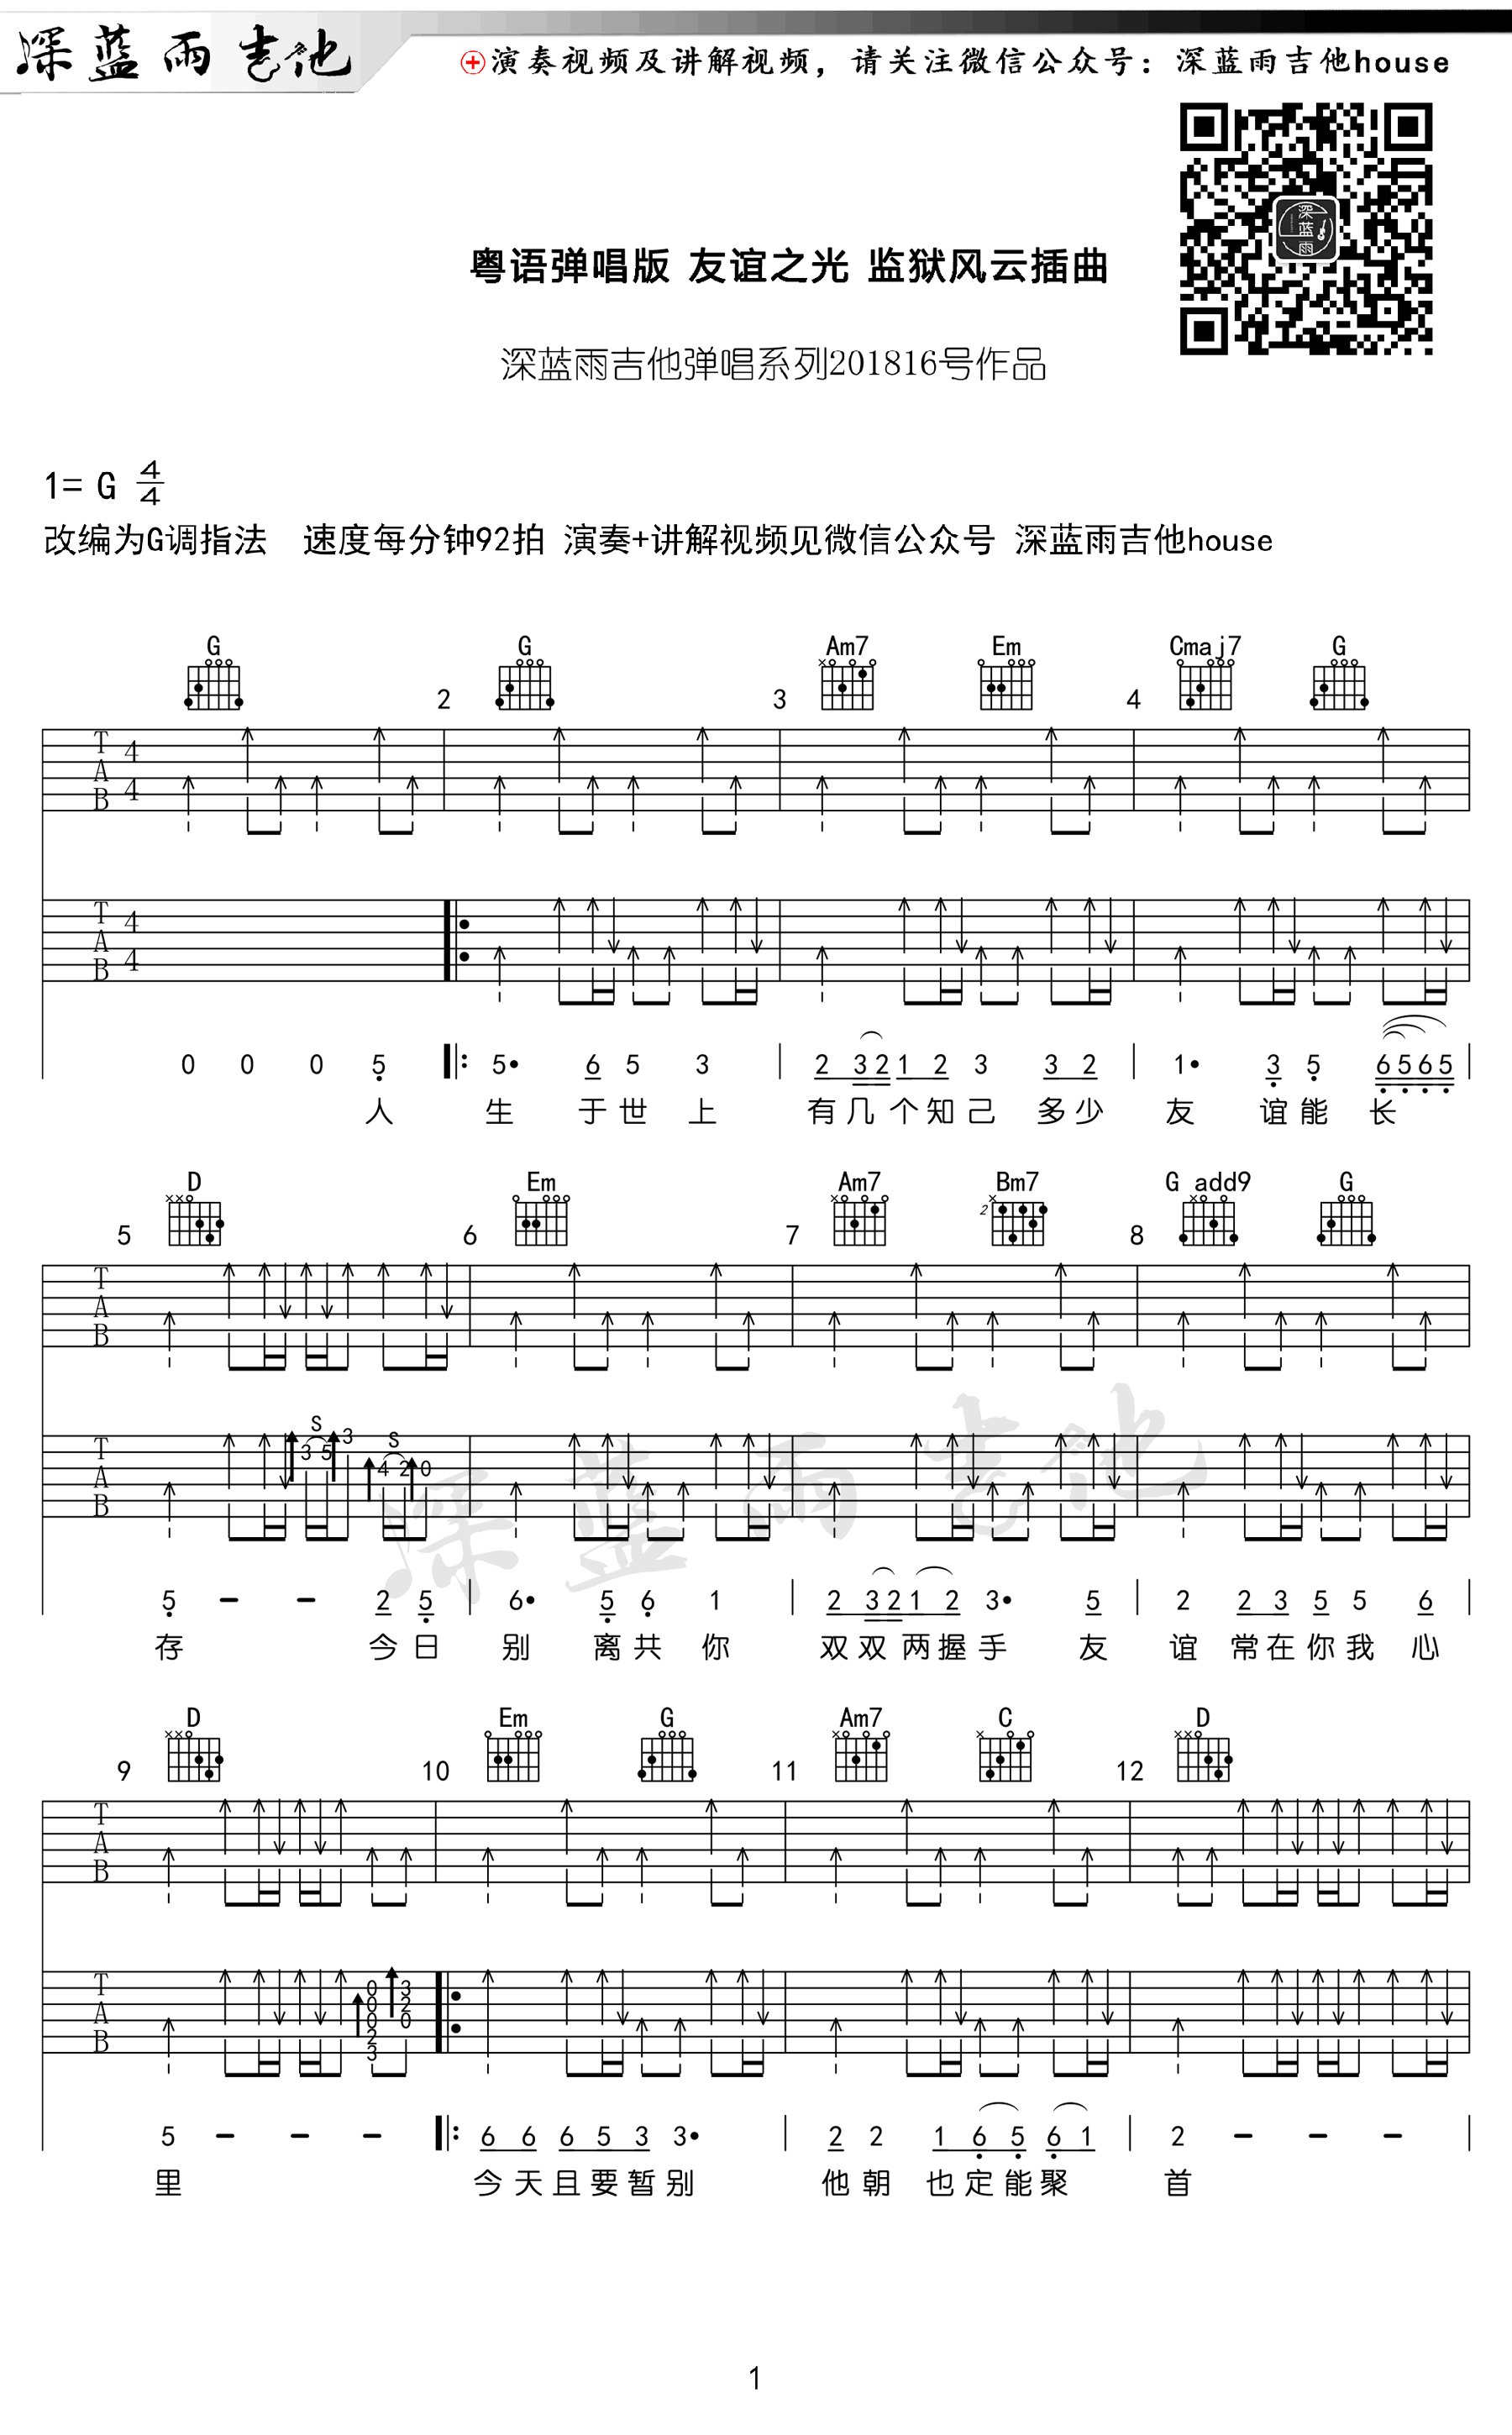 深蓝雨吉他
演奏视频及讲解视频，请关注微信公众号：深蓝雨吉他house
深蓝雨
粤语弹唱版 友谊之光 监狱风云插曲
深蓝雨吉他弹唱系列201816号作品
1= G 4/4
改编为G调指法 速度每分钟92拍 演奏+讲解视频见微信公众号 深蓝雨吉他house
G 2 G 3 Am7 Em 4 Cmaj7 G
T A B 4 4
T A B 4 4
0 0 0 5 5· 6 5 3 2 3 2 1 2 3 3 2 1· 3 5 6 5 6 5
人 生 于 世 上 有 几 个 知 己 多 少 友 谊 能 长
5 D 6 Em 7 Am7 2 Bm7 8 G add9 G
T A B
T A B S 3 5 3 S 4 2 0
深蓝雨吉他
5 - - 2 5 6· 5 6 1 2 3 2 1 2 3· 5 2 2 3 5 5 6
存 今 日 别 离 共 你 双 双 两 握 手 友 谊 常 在 你 我 心
9 D 10 Em G 11 Am7 C 12 D
T A B
T A B 0 0 0 2 3 3 2 0
5 - - - 6 6 6 5 3 3· 2 2 1 6 5 6 1 2 - - -
里 今 天 且 要 暂 别 他 朝 也 定 能 聚 首
1